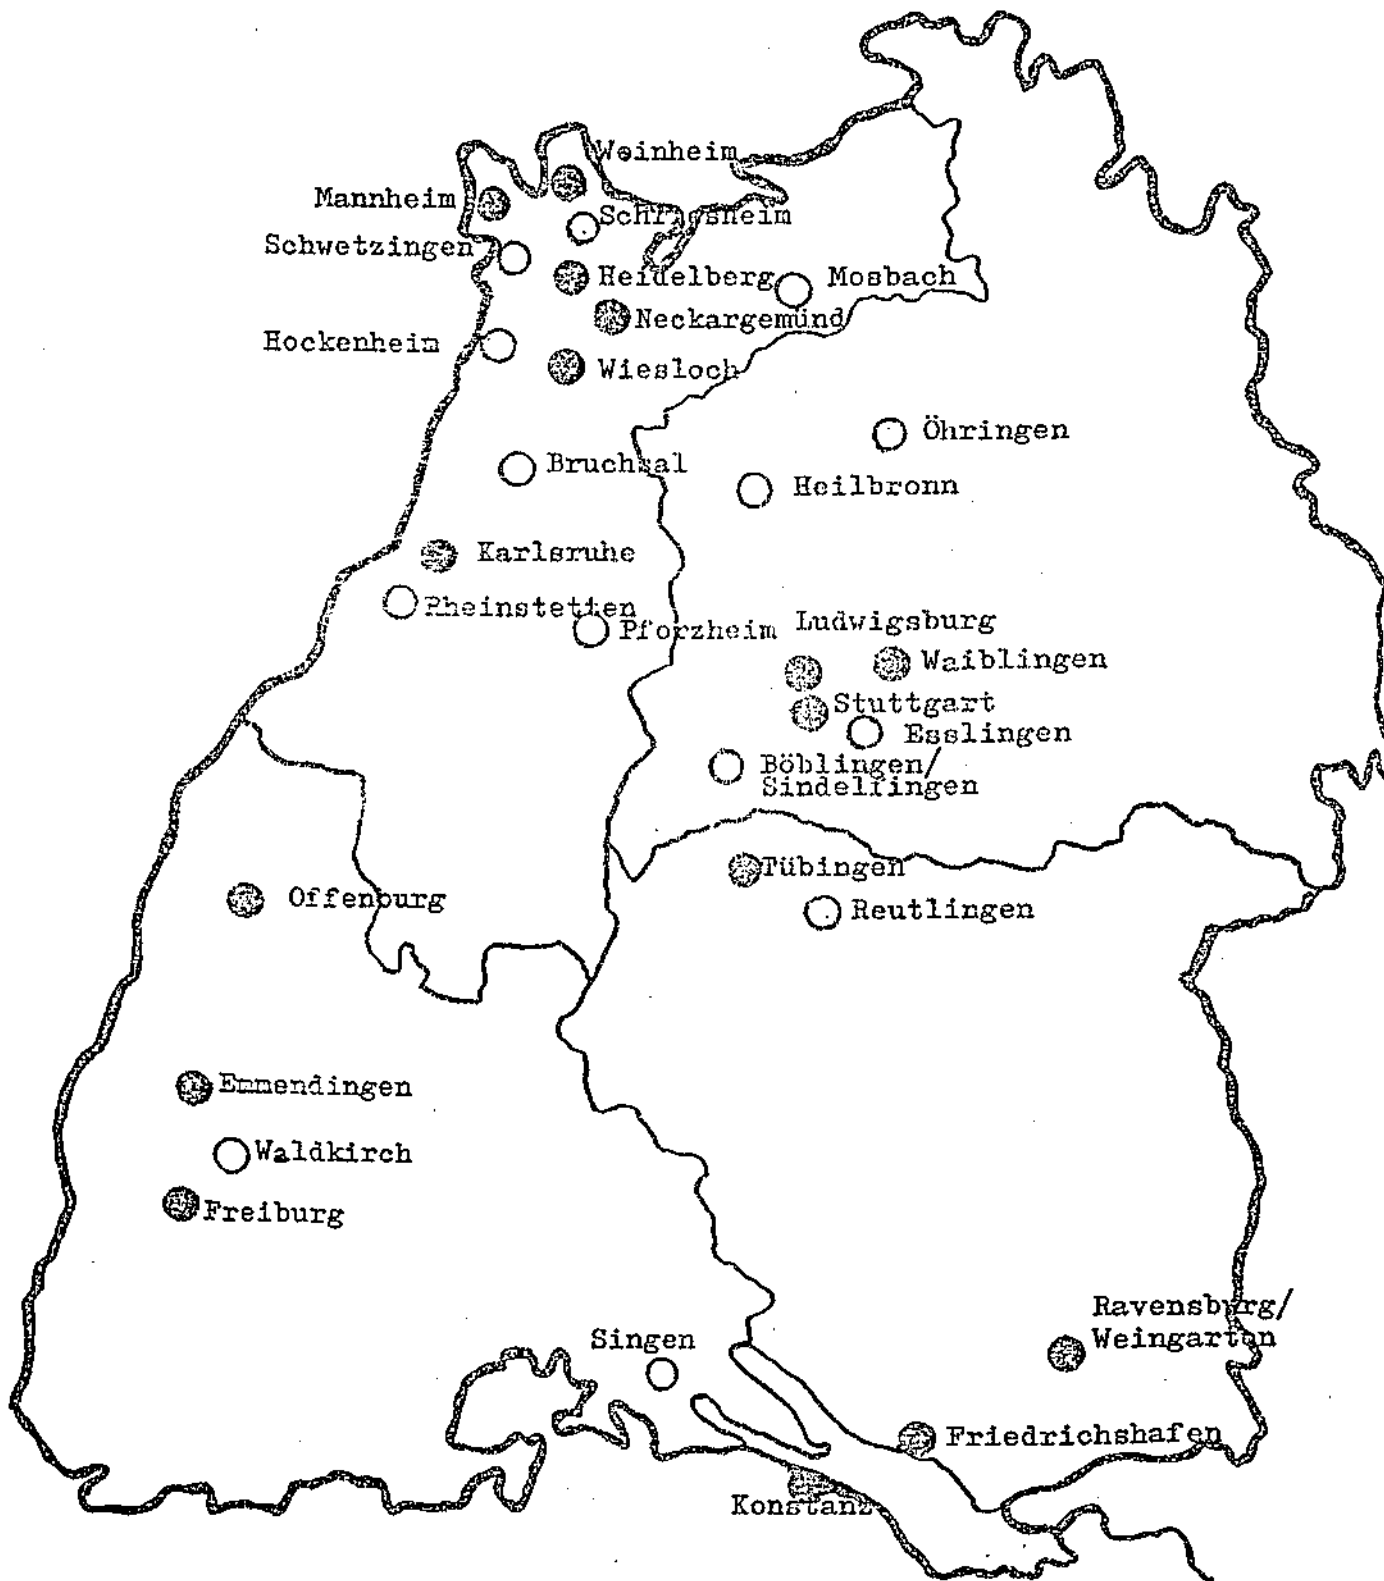 Weinheim
Mannheim
Schriesheim
Schwetzingen
Heidelberg
Mosbach
Neckargemünd
Hockenheim
Wiesloch
Öhringen
Bruchsal
Heilbronn
Karlsruhe
Rheinstetten
Ludwigsburg
Pforzheim
Waiblingen
Stuttgart
Esslingen
Böblingen/
Sindelfingen
Tübingen
Offenburg
Reutlingen
Emmendingen
Waldkirch
Freiburg
Ravensburg/
Weingarten
Singen
Friedrichshafen
Konstanz